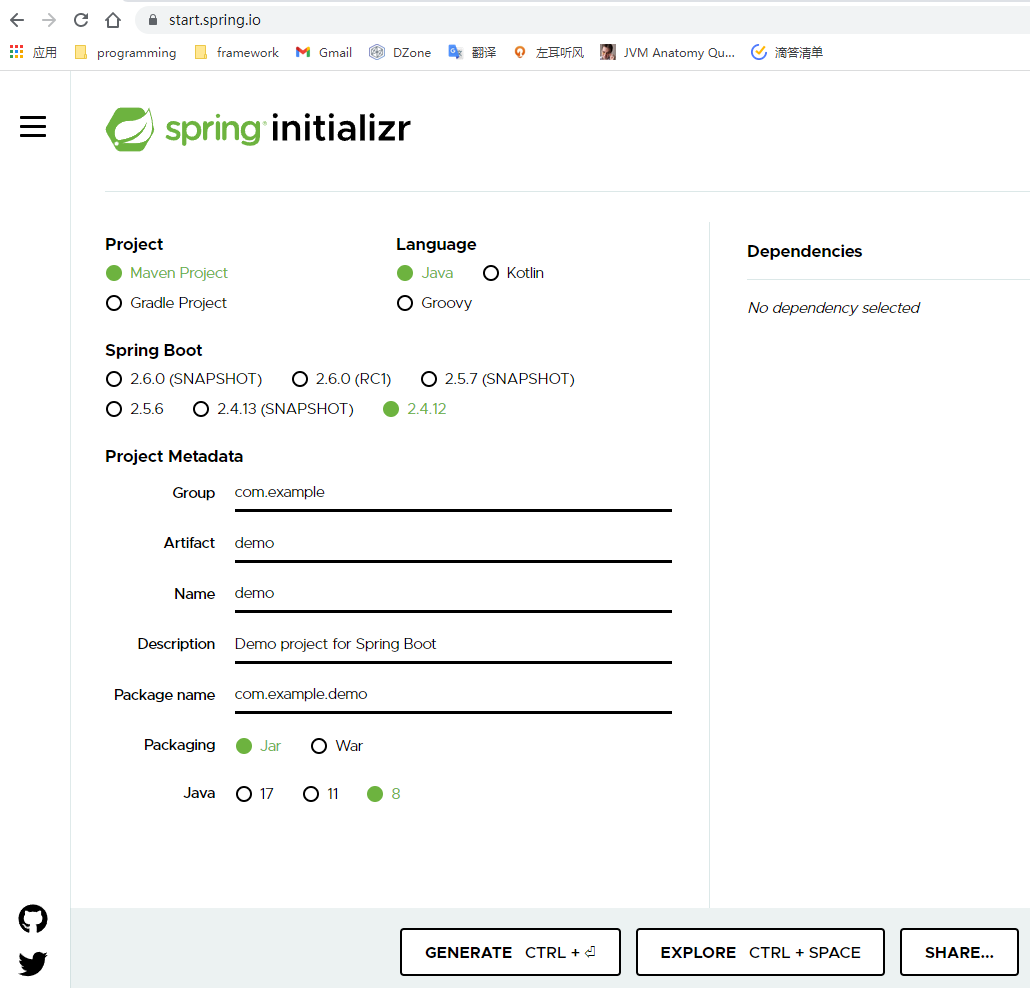 start.spring.io
应用 programming framework Gmail DZone 翻译 左耳听风 JVM Anatomy Qu... 滴答清单
spring initializr
Project
Maven Project
Gradle Project
Language
Java Kotlin
Groovy
Spring Boot
2.6.0 (SNAPSHOT) 2.6.0 (RC1) 2.5.7 (SNAPSHOT)
2.5.6 2.4.13 (SNAPSHOT) 2.4.12
Project Metadata
Group com.example
Artifact demo
Name demo
Description Demo project for Spring Boot
Package name com.example.demo
Packaging Jar War
Java 17 11 8
Dependencies
No dependency selected
GENERATE CTRL + ⏎
EXPLORE CTRL + SPACE
SHARE...